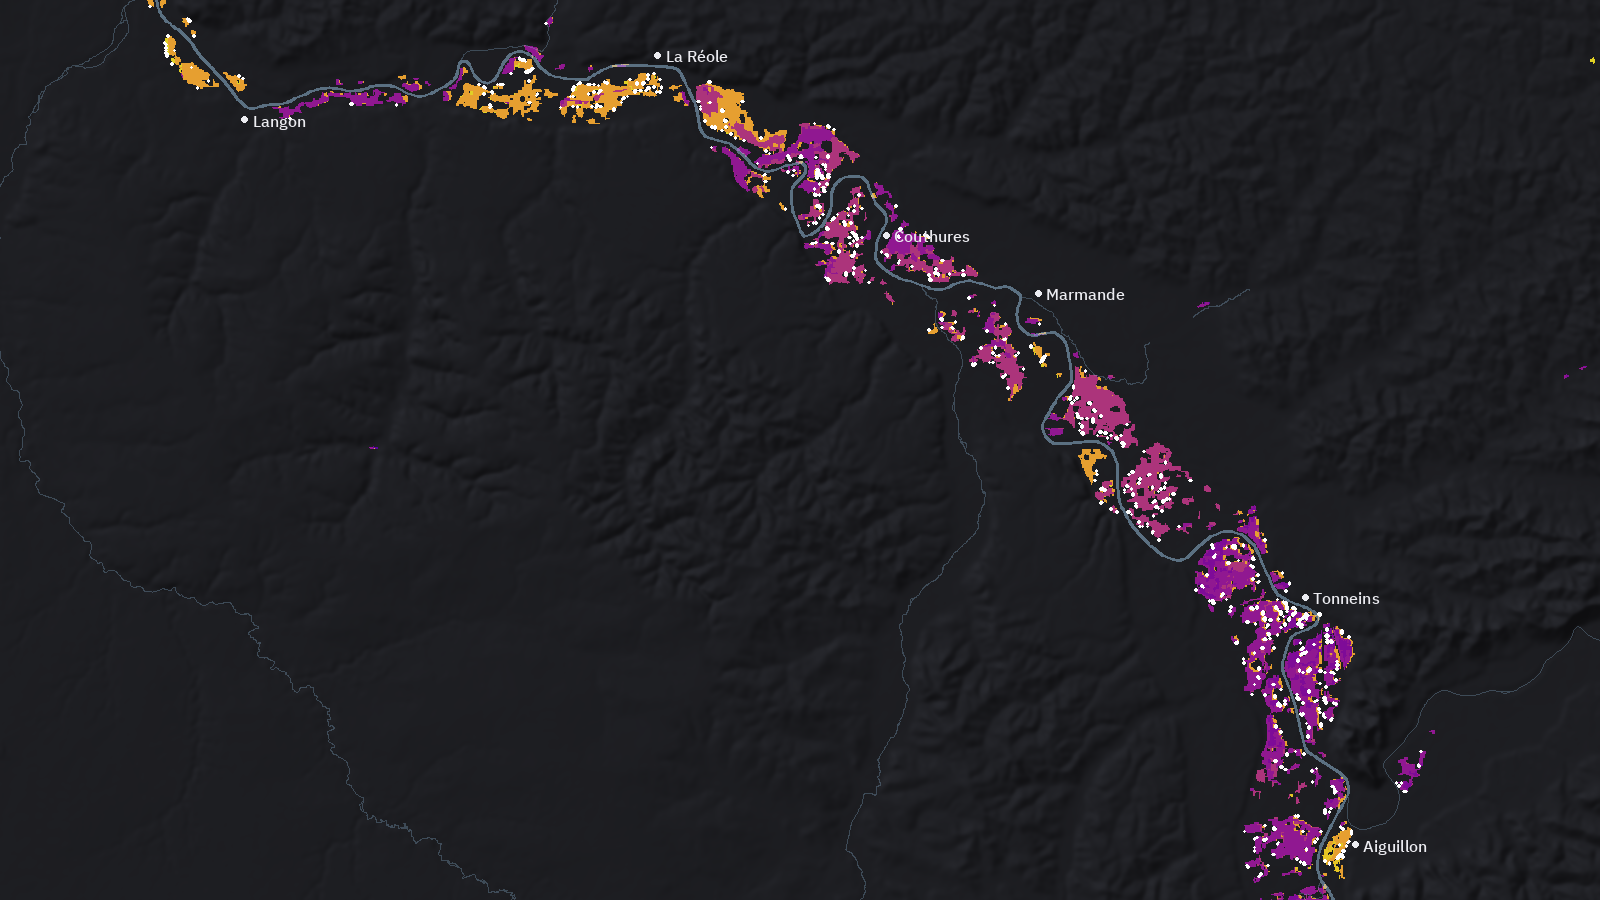 La Réole
Langon
Couthures
Marmande
Tonneins
Aiguillon